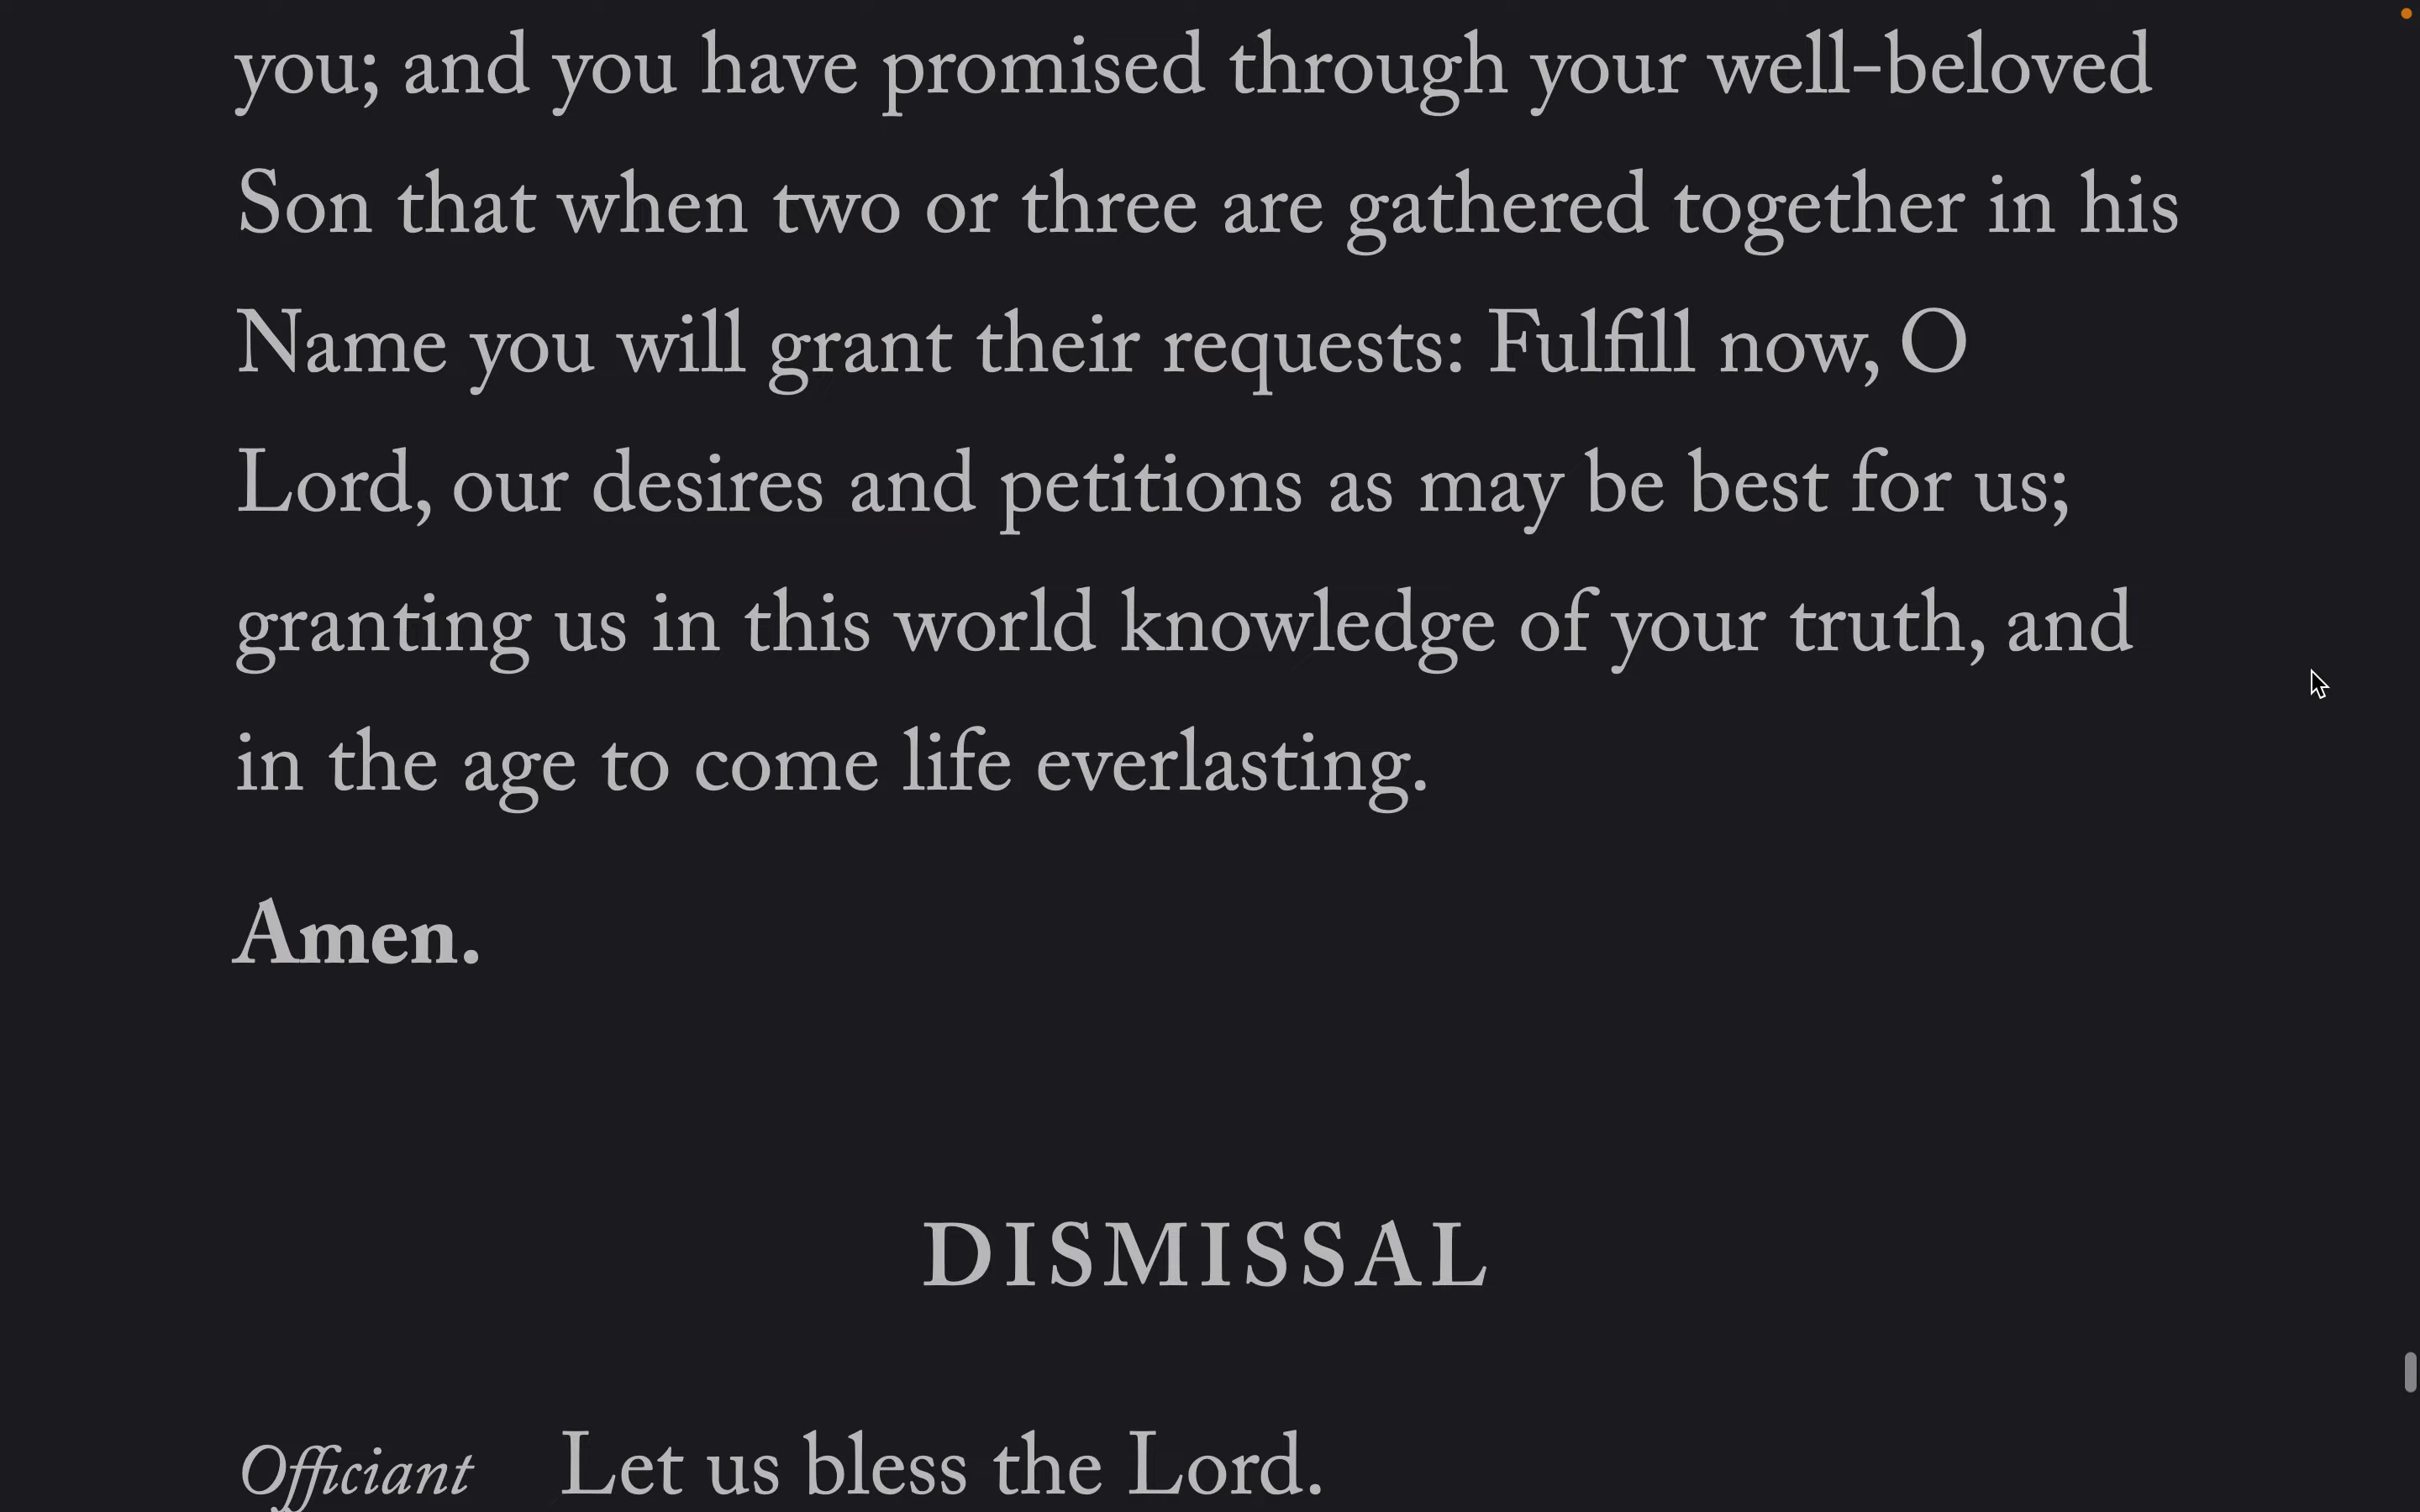 you; and you have promised through your well-beloved
Son that when two or three are gathered together in his
Name you will grant their requests: Fulfill now, O
Lord, our desires and petitions as may be best for us;
granting us in this world knowledge of your truth, and
in the age to come life everlasting.
Amen.
DISMISSAL
Officiant Let us bless the Lord.